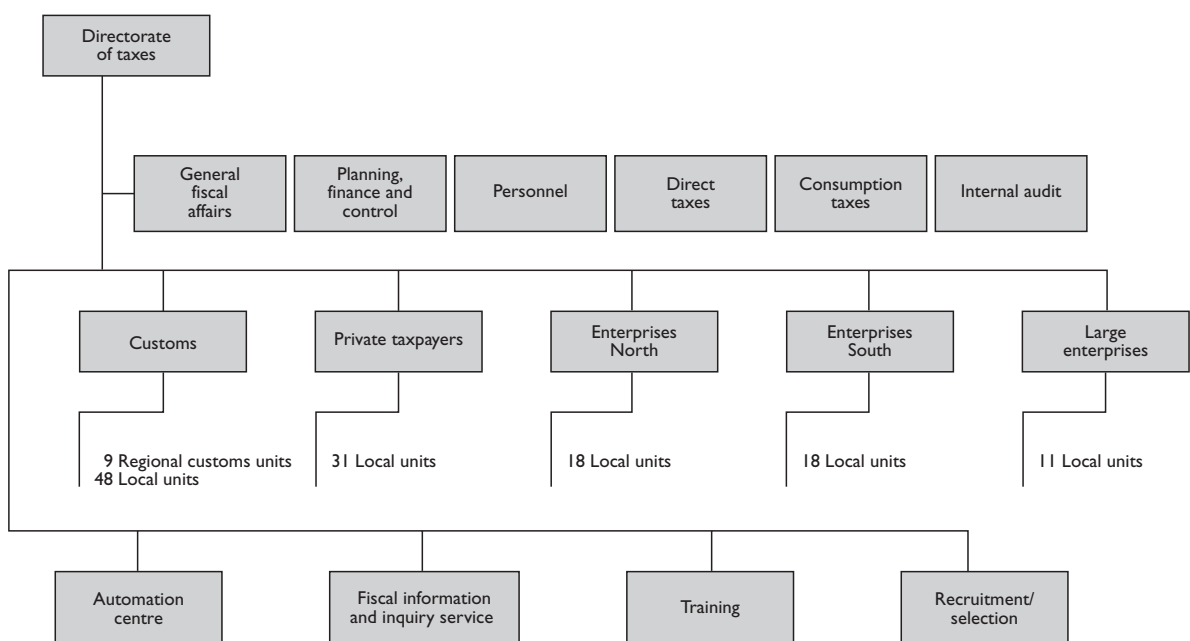 Directorate
of taxes
General
fiscal
affairs
Planning,
finance and
control
Personnel
Direct
taxes
Consumption
taxes
Internal audit
Customs
Private taxpayers
Enterprises
North
Enterprises
South
Large
enterprises
9 Regional customs units
48 Local units
31 Local units
18 Local units
18 Local units
11 Local units
Automation
centre
Fiscal information
and inquiry service
Training
Recruitment/
selection